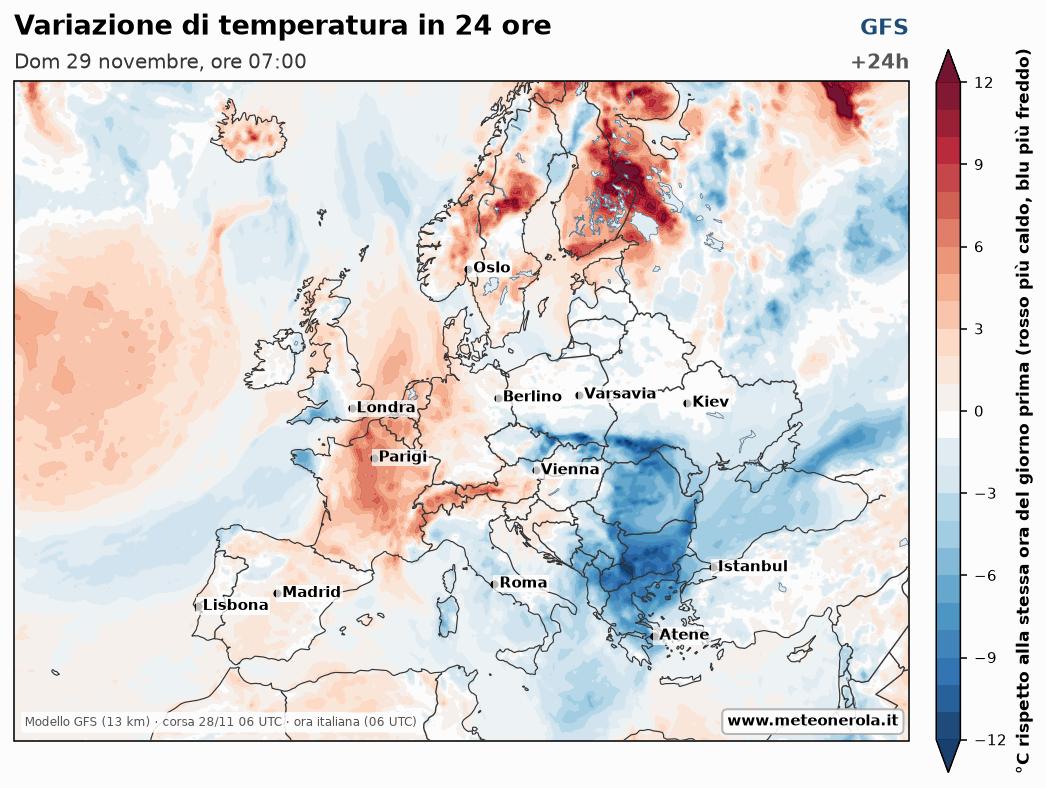 Variazione di temperatura in 24 ore
GFS
Dom 29 novembre, ore 07:00
+24h
Oslo
Londra
Berlino
Varsavia
Kiev
Parigi
Vienna
Istanbul
Roma
Madrid
Lisbona
Atene
Modello GFS (13 km) · corsa 28/11 06 UTC · ora italiana (06 UTC)
www.meteonerola.it
12
9
6
3
0
−3
−6
−9
−12
°C rispetto alla stessa ora del giorno prima (rosso più caldo, blu più freddo)